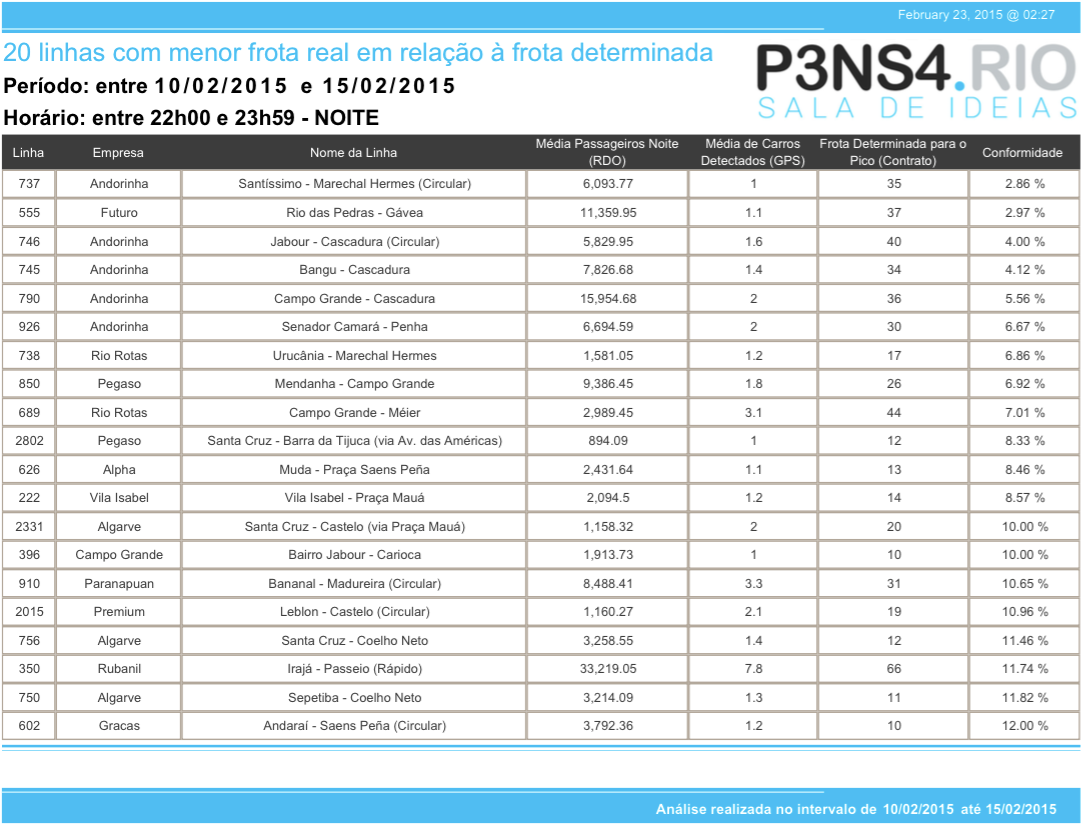 February 23, 2015 @ 02:27
20 linhas com menor frota real em relação à frota determinada
P3NS4.RIO
SALA DE IDEIAS
Período: entre 10/02/2015 e 15/02/2015
Horário: entre 22h00 e 23h59 - NOITE
Linha Empresa Nome da Linha Média Passageiros Noite (RDO) Média de Carros Detectados (GPS) Frota Determinada para o Pico (Contrato) Conformidade
737 Andorinha Santíssimo - Marechal Hermes (Circular) 6,093.77 1 35 2.86 %
555 Futuro Rio das Pedras - Gávea 11,359.95 1.1 37 2.97 %
746 Andorinha Jabour - Cascadura (Circular) 5,829.95 1.6 40 4.00 %
745 Andorinha Bangu - Cascadura 7,826.68 1.4 34 4.12 %
790 Andorinha Campo Grande - Cascadura 15,954.68 2 36 5.56 %
926 Andorinha Senador Camará - Penha 6,694.59 2 30 6.67 %
738 Rio Rotas Urucânia - Marechal Hermes 1,581.05 1.2 17 6.86 %
850 Pegaso Mendanha - Campo Grande 9,386.45 1.8 26 6.92 %
689 Rio Rotas Campo Grande - Méier 2,989.45 3.1 44 7.01 %
2802 Pegaso Santa Cruz - Barra da Tijuca (via Av. das Américas) 894.09 1 12 8.33 %
626 Alpha Muda - Praça Saens Peña 2,431.64 1.1 13 8.46 %
222 Vila Isabel Vila Isabel - Praça Mauá 2,094.5 1.2 14 8.57 %
2331 Algarve Santa Cruz - Castelo (via Praça Mauá) 1,158.32 2 20 10.00 %
396 Campo Grande Bairro Jabour - Carioca 1,913.73 1 10 10.00 %
910 Paranapuan Bananal - Madureira (Circular) 8,488.41 3.3 31 10.65 %
2015 Premium Leblon - Castelo (Circular) 1,160.27 2.1 19 10.96 %
756 Algarve Santa Cruz - Coelho Neto 3,258.55 1.4 12 11.46 %
350 Rubanil Irajá - Passeio (Rápido) 33,219.05 7.8 66 11.74 %
750 Algarve Sepetiba - Coelho Neto 3,214.09 1.3 11 11.82 %
602 Gracas Andaraí - Saens Peña (Circular) 3,792.36 1.2 10 12.00 %
Análise realizada no intervalo de 10/02/2015 até 15/02/2015